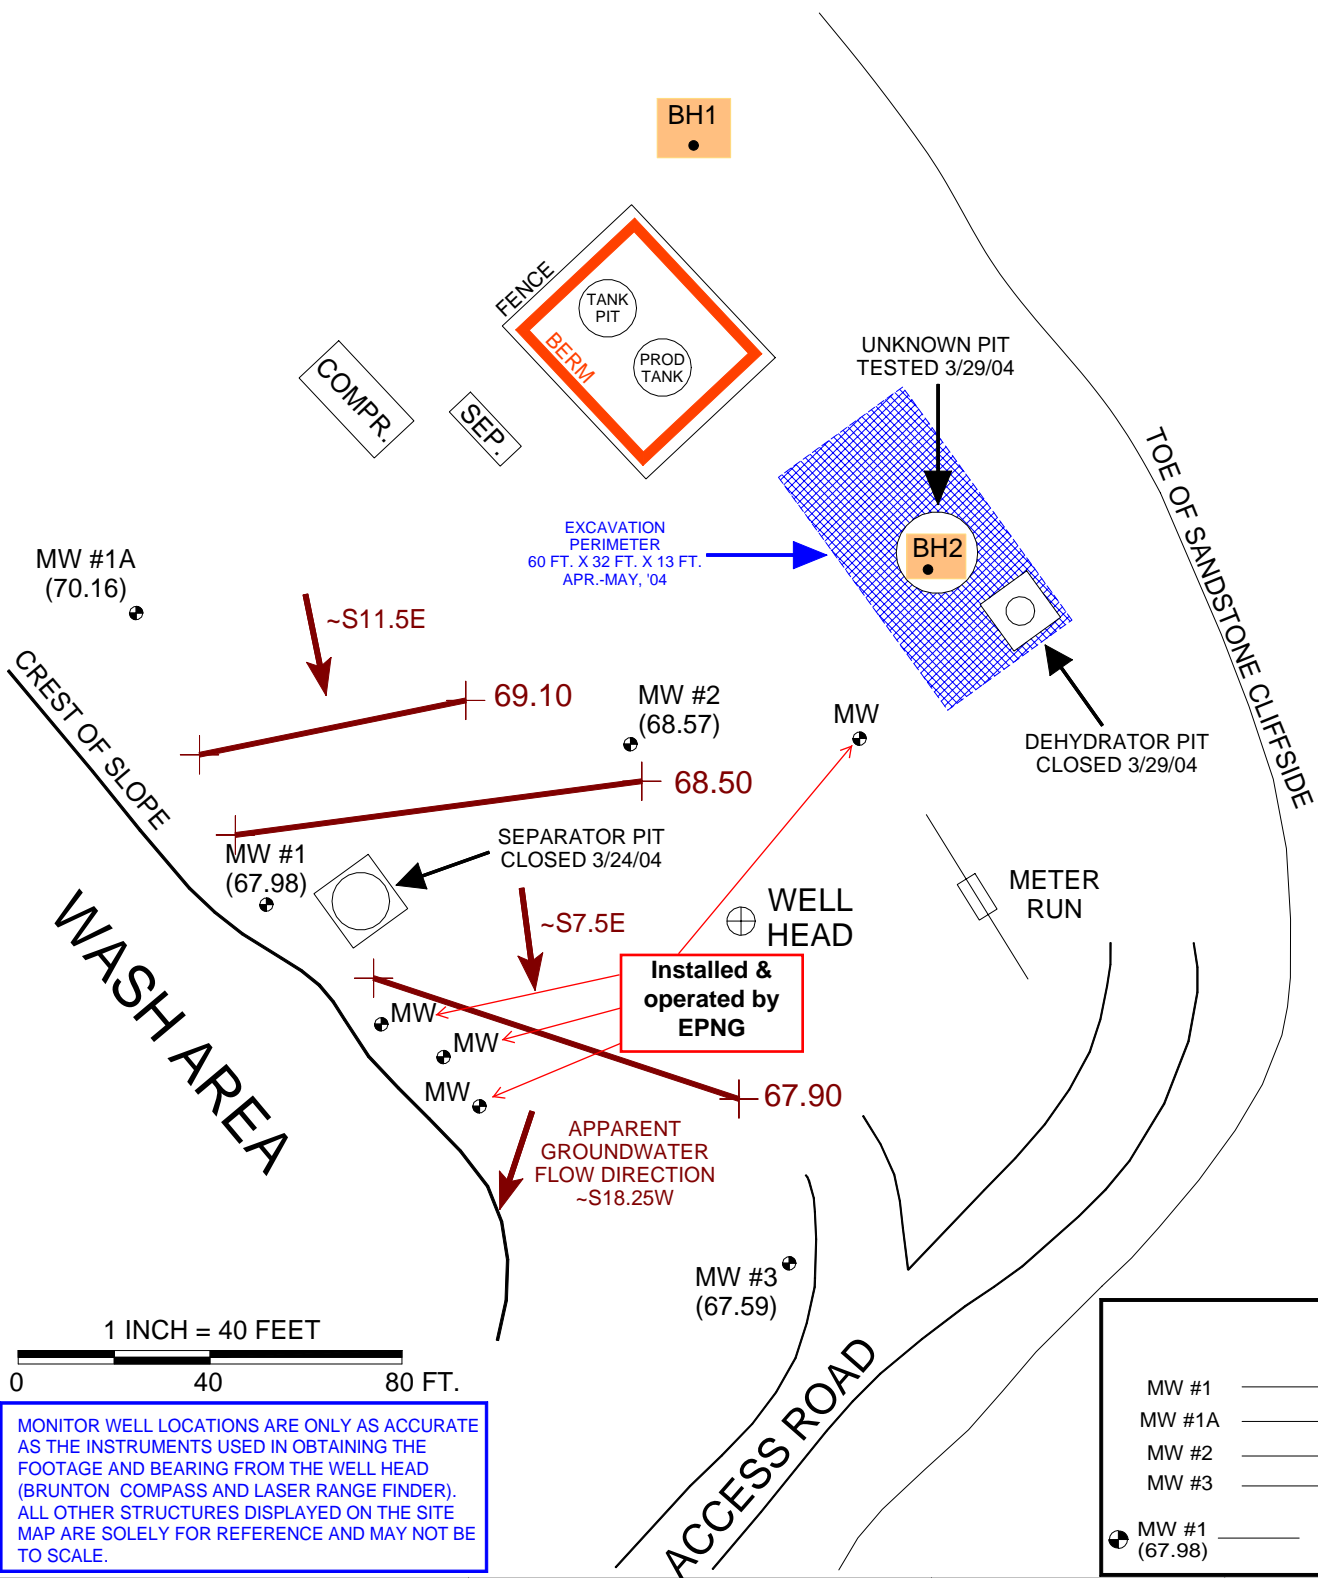 BH1
FENCE
TANK
PIT
BERM
PROD
TANK
COMPR.
SEP.
UNKNOWN PIT
TESTED 3/29/04
TOE OF SANDSTONE CLIFFSIDE
EXCAVATION
PERIMETER
60 FT. X 32 FT. X 13 FT.
APR.-MAY, '04
BH2
MW #1A
(70.16)
~S11.5E
CREST OF SLOPE
69.10
MW #2
(68.57)
MW
DEHYDRATOR PIT
CLOSED 3/29/04
68.50
SEPARATOR PIT
CLOSED 3/24/04
MW #1
(67.98)
WELL
HEAD
METER
RUN
~S7.5E
WASH AREA
Installed &
operated by
EPNG
MW
MW
MW
67.90
APPARENT
GROUNDWATER
FLOW DIRECTION
~S18.25W
MW #3
(67.59)
ACCESS ROAD
1 INCH = 40 FEET
0 40 80 FT.
MONITOR WELL LOCATIONS ARE ONLY AS ACCURATE
AS THE INSTRUMENTS USED IN OBTAINING THE
FOOTAGE AND BEARING FROM THE WELL HEAD
(BRUNTON COMPASS AND LASER RANGE FINDER).
ALL OTHER STRUCTURES DISPLAYED ON THE SITE
MAP ARE SOLELY FOR REFERENCE AND MAY NOT BE
TO SCALE.
MW #1
MW #1A
MW #2
MW #3
MW #1
(67.98)